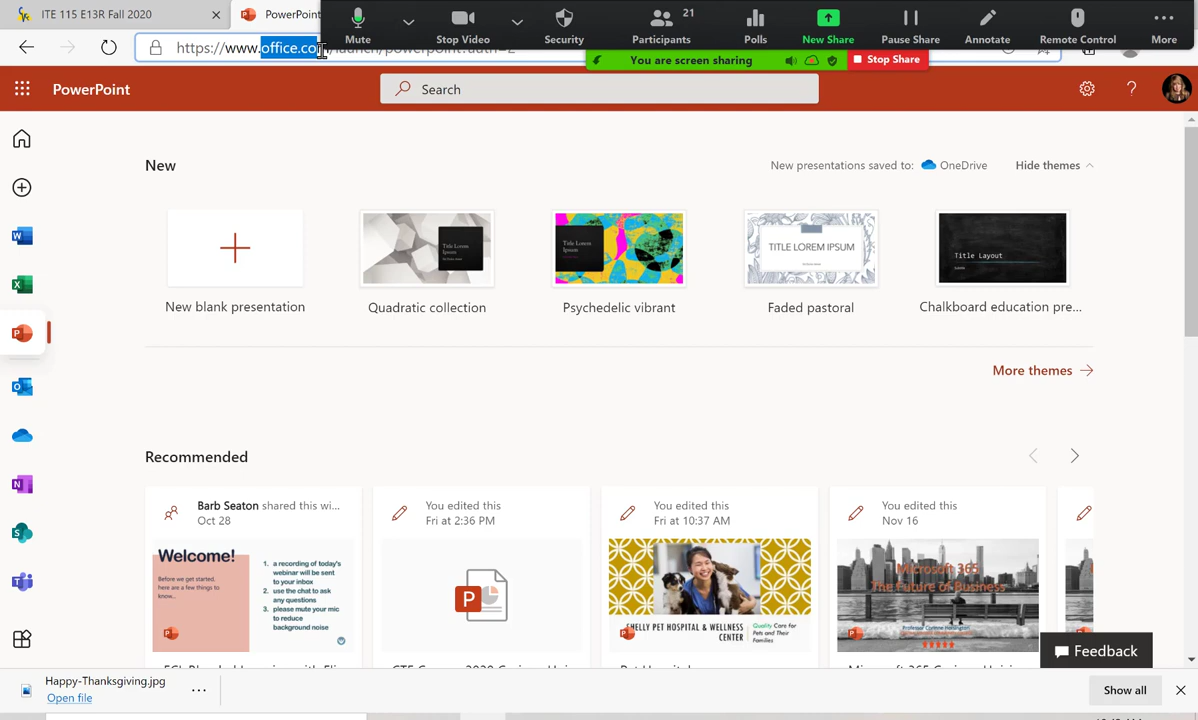 ITE 115 E13R Fall 2020
PowerPoint
Mute
Stop Video
Security
Participants
21
Polls
New Share
Pause Share
Annotate
Remote Control
More
https://www.office.com/launch/powerpoint?auth=2
You are screen sharing
Stop Share
PowerPoint
Search
New
New presentations saved to: OneDrive
Hide themes
New blank presentation
Title Lorem
Ipsum
Quadratic collection
Title Lorem
Ipsum
Psychedelic vibrant
TITLE LOREM IPSUM
Faded pastoral
Title Layout
Chalkboard education pre...
More themes
Recommended
Barb Seaton shared this wi...
Oct 28
Welcome!
Before we get started,
here are a few things to
know...
1. a recording of today's
webinar will be sent
to your inbox
2. use the chat to ask
any questions
3. please mute your mic
to reduce
background noise
You edited this
Fri at 2:36 PM
You edited this
Fri at 10:37 AM
SHELLY PET HOSPITAL & WELLNESS
CENTER
Quality Care for
Pets and Their
Families
You edited this
Nov 16
Microsoft 365
The Future of Business
Feedback
Happy-Thanksgiving.jpg
Open file
Show all